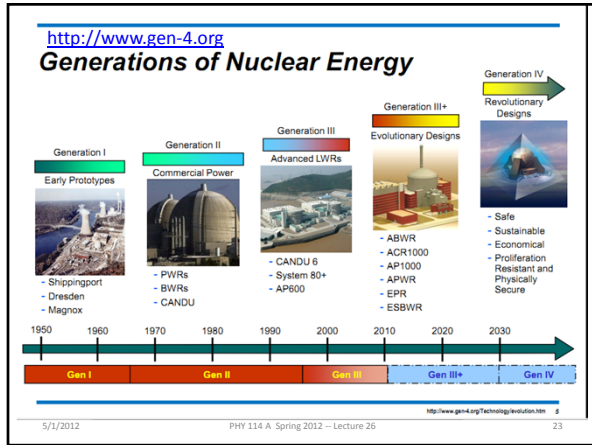 http://www.gen-4.org
Generations of Nuclear Energy
Generation I
Early Prototypes
- Shippingport
- Dresden
- Magnox
Generation II
Commercial Power
- PWRs
- BWRs
- CANDU
Generation III
Advanced LWRs
- CANDU 6
- System 80+
- AP600
Generation III+
Evolutionary Designs
- ABWR
- ACR1000
- AP1000
- APWR
- EPR
- ESBWR
Generation IV
Revolutionary
Designs
- Safe
- Sustainable
- Economical
- Proliferation
Resistant and
Physically
Secure
1950 1960 1970 1980 1990 2000 2010 2020 2030
Gen I Gen II Gen III Gen III+ Gen IV
http://www.gen-4.org/Technology/evolution.htm 5
5/1/2012 PHY 114 A Spring 2012 -- Lecture 26 23